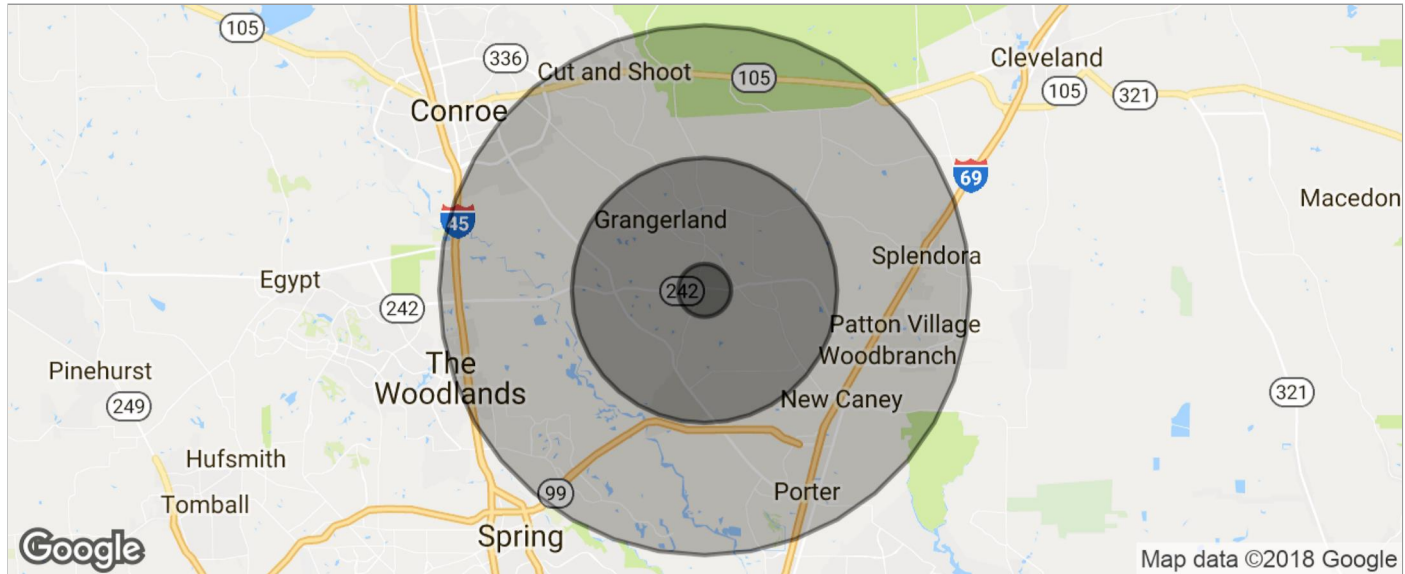 105
336
Cut and Shoot
105
Cleveland
105
321
Conroe
69
Macedon
45
Grangerland
Splendora
Egypt
242
242
Patton Village
Woodbranch
The
Woodlands
Pinehurst
249
New Caney
321
Hufsmith
99
Porter
Tomball
Spring
Google
Map data ©2018 Google